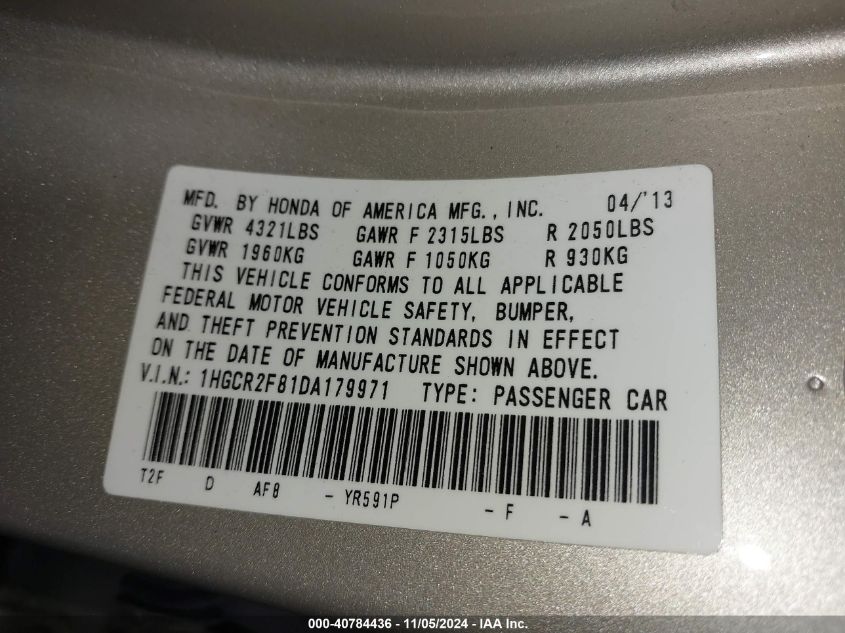 MFD. BY HONDA OF AMERICA MFG., INC. 04/'13
GVWR 4321LBS GAWR F 2315LBS R 2050LBS
GVWR 1960KG GAWR F 1050KG R 930KG
THIS VEHICLE CONFORMS TO ALL APPLICABLE
FEDERAL MOTOR VEHICLE SAFETY, BUMPER,
AND THEFT PREVENTION STANDARDS IN EFFECT
ON THE DATE OF MANUFACTURE SHOWN ABOVE.
V.I.N.: 1HGCR2F81DA179971 TYPE: PASSENGER CAR
T2F D AF8 - YR591P - F - A
000-40784436 - 11/05/2024 - IAA Inc.